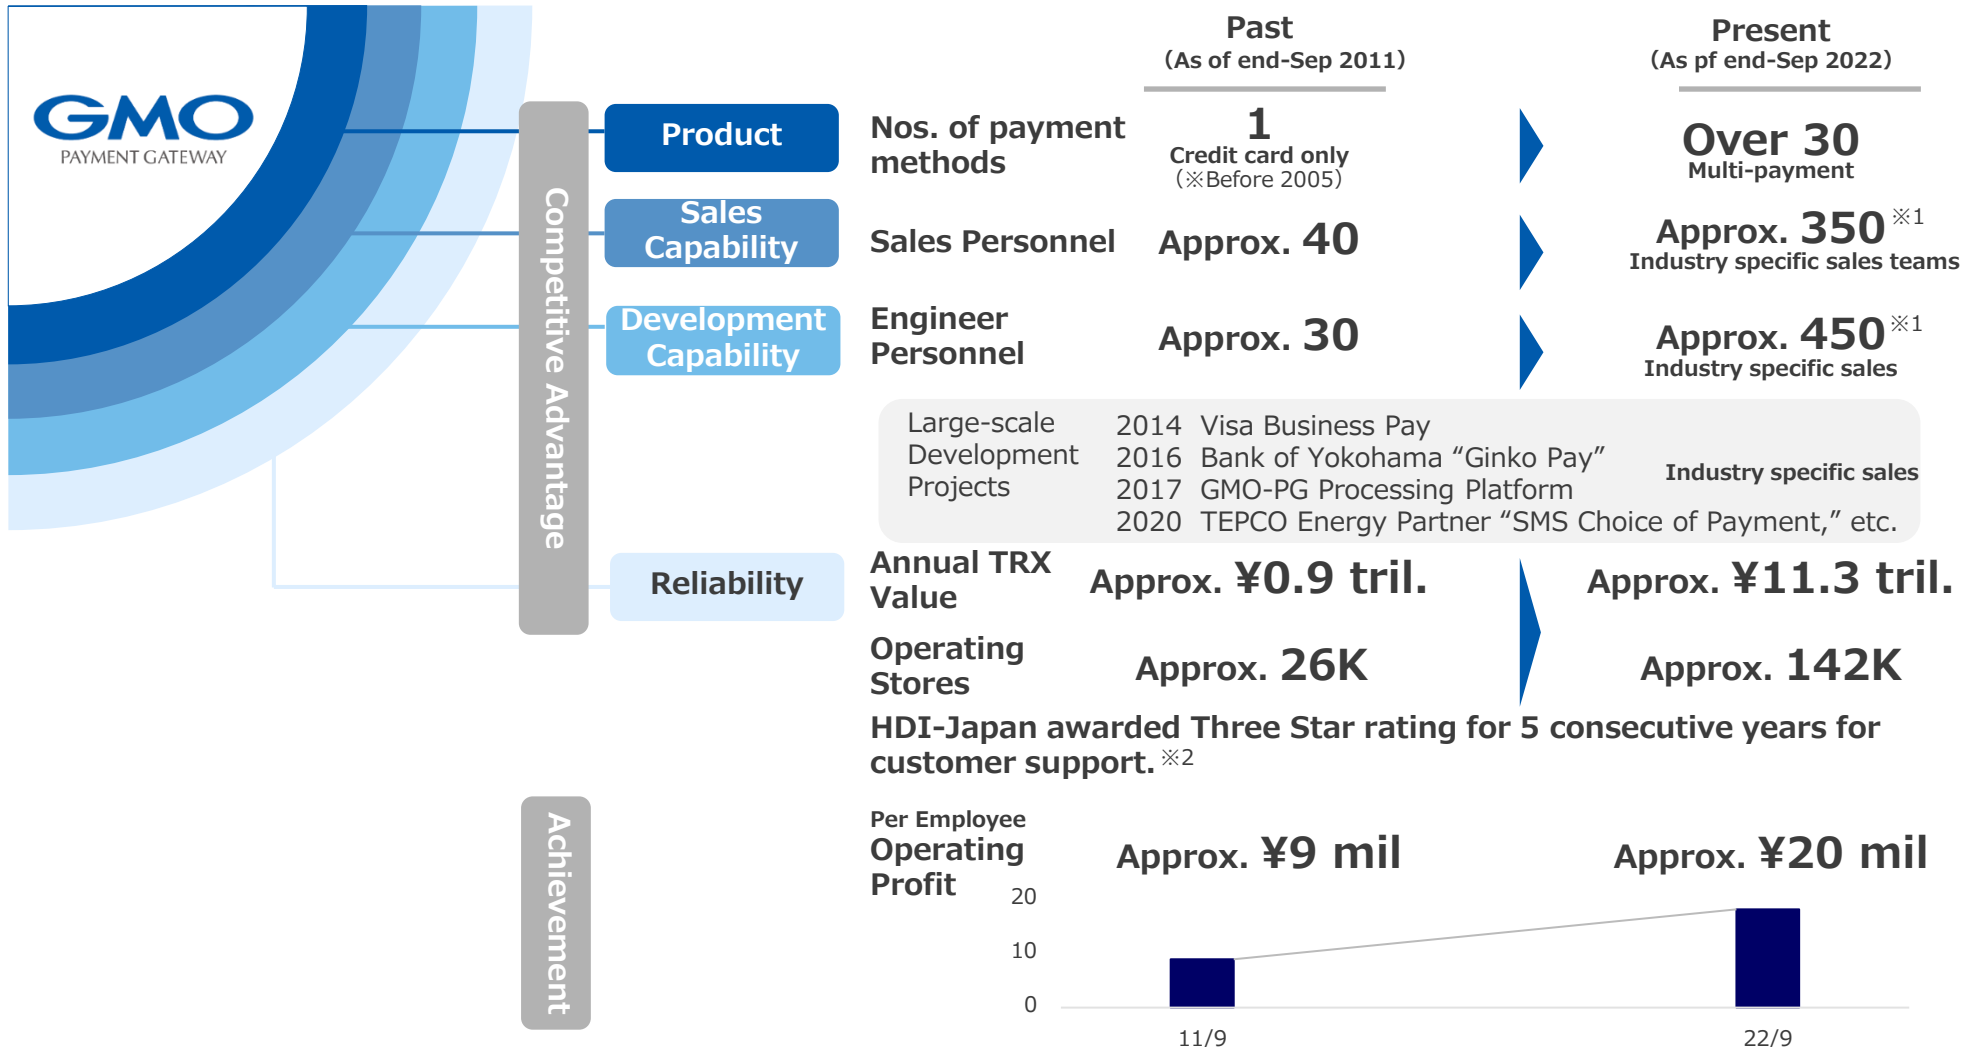 GMO
PAYMENT GATEWAY
Past
（As of end-Sep 2011）
Present
（As pf end-Sep 2022）
Competitive Advantage
Product
Nos. of payment
methods
1
Credit card only
（※Before 2005）
Over 30
Multi-payment
Sales
Capability
Sales Personnel
Approx. 40
Approx. 350 ※1
Industry specific sales teams
Development
Capability
Engineer
Personnel
Approx. 30
Approx. 450 ※1
Industry specific sales
Large-scale
Development
Projects
2014 Visa Business Pay
2016 Bank of Yokohama “Ginko Pay”
2017 GMO-PG Processing Platform
2020 TEPCO Energy Partner “SMS Choice of Payment,” etc.
Industry specific sales
Reliability
Annual TRX
Value
Approx. ¥0.9 tril.
Approx. ¥11.3 tril.
Operating
Stores
Approx. 26K
Approx. 142K
HDI-Japan awarded Three Star rating for 5 consecutive years for
customer support. ※2
Achievement
Per Employee
Operating
Profit
Approx. ¥9 mil
Approx. ¥20 mil
20
10
0
11/9
22/9